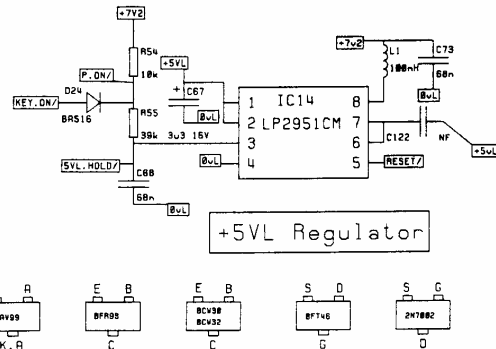 +7V2
R54
P.ON/
10k
D24
KEY.ON/
BAS16
R55
39k
5VL.HOLD/
C68
68n
0vL
+5VL
+
C67
0vL
3u3 16V
0vL
IC14
LP2951CM
1
2
3
4
8
7
6
5
+7v2
L1
100nH
C73
68n
0vL
C122
NF
RESET/
+5vL
+5VL Regulator
A
AV99
K.A
E B
BFR93
C
E B
BCW30
BCW32
C
S D
BFT46
G
S G
2N7002
D